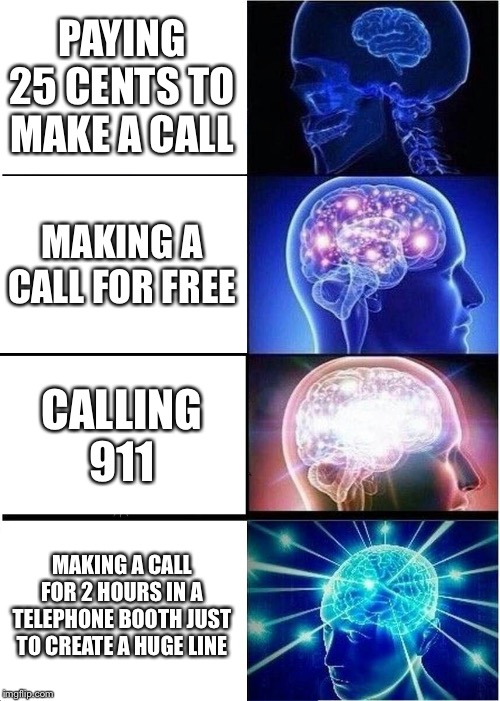 PAYING
25 CENTS TO
MAKE A CALL
MAKING A
CALL FOR FREE
CALLING
911
MAKING A CALL
FOR 2 HOURS IN A
TELEPHONE BOOTH JUST
TO CREATE A HUGE LINE
imgflip.com